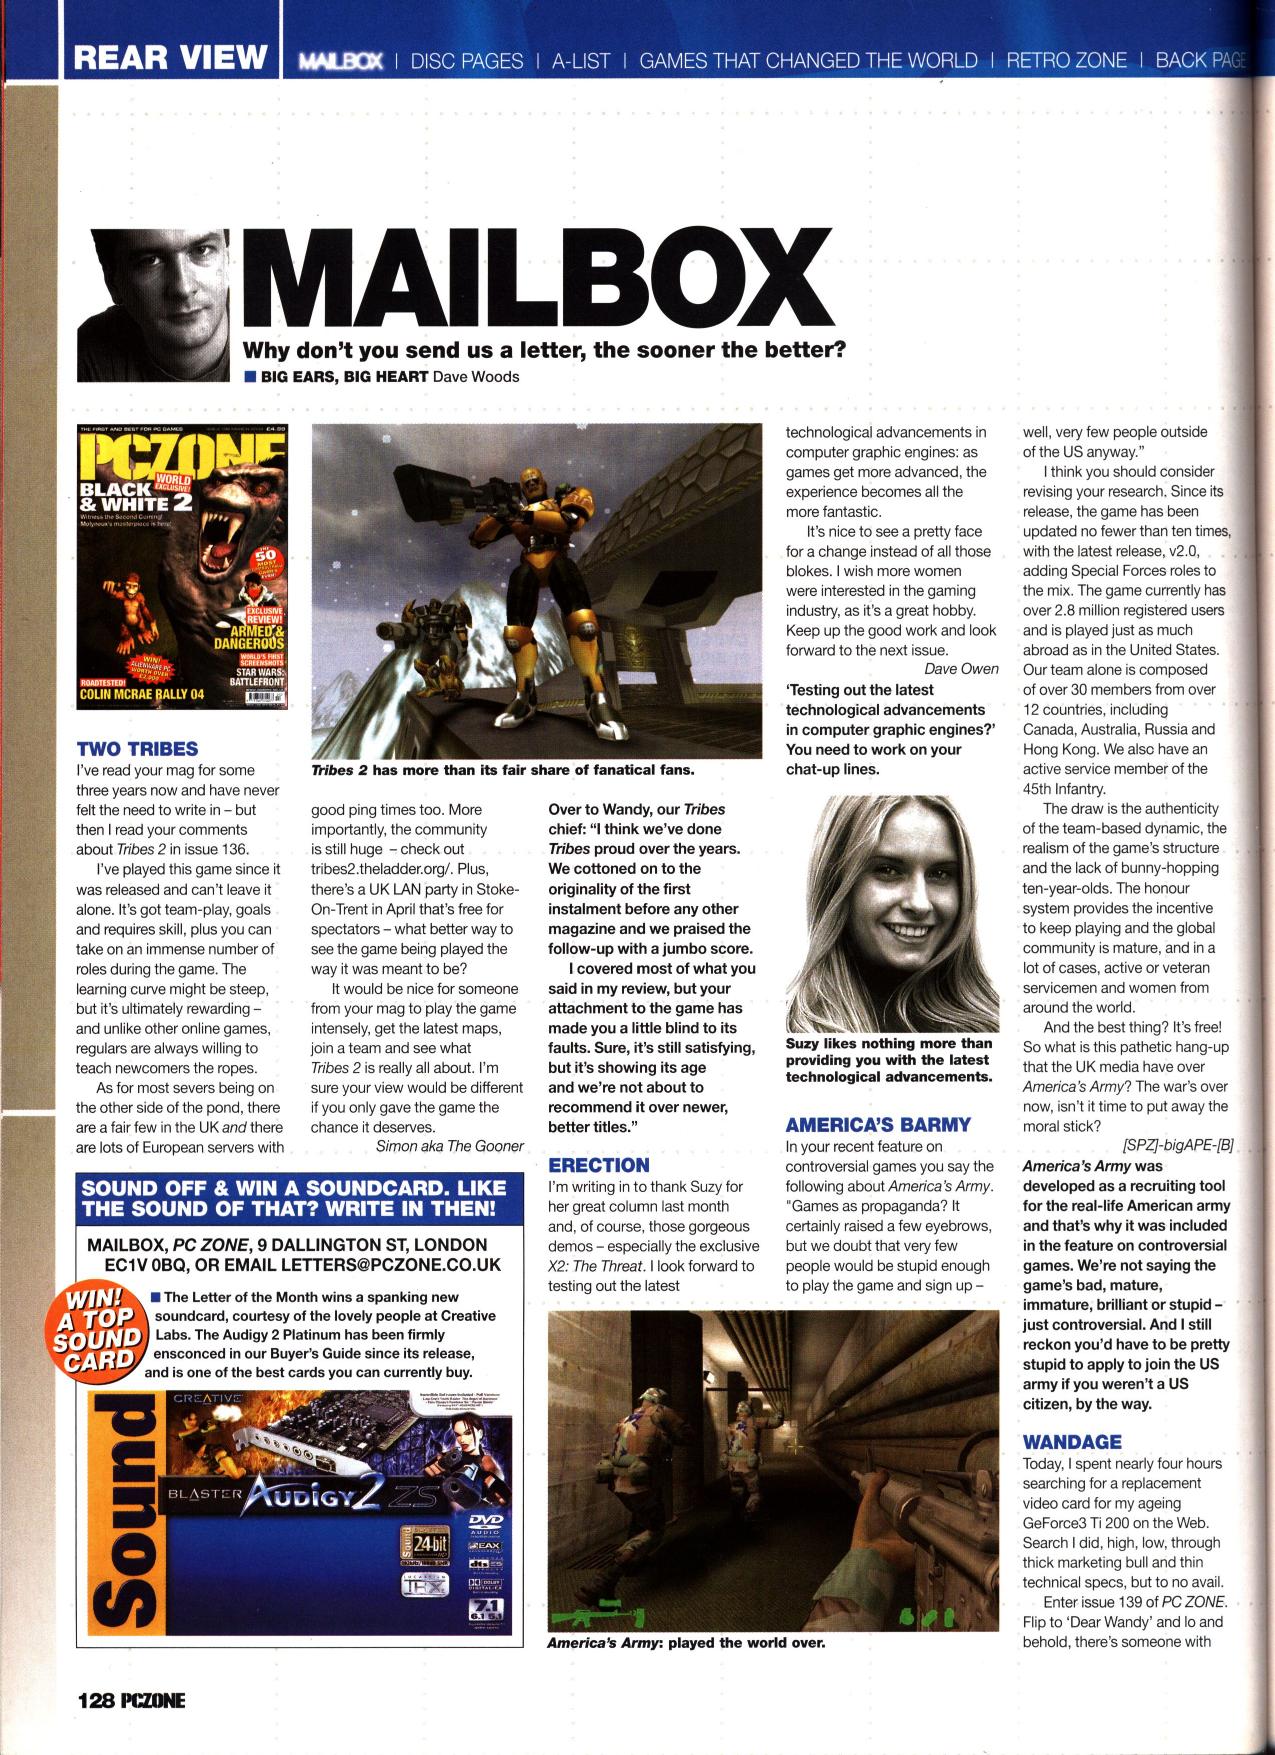 REAR VIEW
MAILBOX | DISC PAGES | A-LIST | GAMES THAT CHANGED THE WORLD | RETRO ZONE | BACK PAGE
MAILBOX
Why don't you send us a letter, the sooner the better?
■ BIG EARS, BIG HEART Dave Woods
THE FIRST AND BEST FOR PC GAMES
£4.99
PCZONE
WORLD
EXCLUSIVE!
BLACK
& WHITE 2
Witness the Second Coming!
Molyneux's masterpiece is here!
THE
50
MOST
EXCLUSIVE
REVIEW!
ARMED &
DANGEROUS
WORLD'S FIRST
SCREENSHOTS
STAR WARS:
BATTLEFRONT
WIN!
ALIENWARE PC
WORTH OVER
£2,000
ROADTESTED!
COLIN MCRAE RALLY 04
TWO TRIBES
I've read your mag for some
three years now and have never
felt the need to write in – but
then I read your comments
about Tribes 2 in issue 136.
I've played this game since it
was released and can't leave it
alone. It's got team-play, goals
and requires skill, plus you can
take on an immense number of
roles during the game. The
learning curve might be steep,
but it's ultimately rewarding –
and unlike other online games,
regulars are always willing to
teach newcomers the ropes.
As for most severs being on
the other side of the pond, there
are a fair few in the UK and there
are lots of European servers with
Tribes 2 has more than its fair share of fanatical fans.
good ping times too. More
importantly, the community
is still huge – check out
tribes2.theladder.org/. Plus,
there's a UK LAN party in Stoke-
On-Trent in April that's free for
spectators – what better way to
see the game being played the
way it was meant to be?
It would be nice for someone
from your mag to play the game
intensely, get the latest maps,
join a team and see what
Tribes 2 is really all about. I'm
sure your view would be different
if you only gave the game the
chance it deserves.
Simon aka The Gooner
Over to Wandy, our Tribes
chief: "I think we've done
Tribes proud over the years.
We cottoned on to the
originality of the first
instalment before any other
magazine and we praised the
follow-up with a jumbo score.
I covered most of what you
said in my review, but your
attachment to the game has
made you a little blind to its
faults. Sure, it's still satisfying,
but it's showing its age
and we're not about to
recommend it over newer,
better titles."
ERECTION
I'm writing in to thank Suzy for
her great column last month
and, of course, those gorgeous
demos – especially the exclusive
X2: The Threat. I look forward to
testing out the latest
technological advancements in
computer graphic engines: as
games get more advanced, the
experience becomes all the
more fantastic.
It's nice to see a pretty face
for a change instead of all those
blokes. I wish more women
were interested in the gaming
industry, as it's a great hobby.
Keep up the good work and look
forward to the next issue.
Dave Owen
'Testing out the latest
technological advancements
in computer graphic engines?'
You need to work on your
chat-up lines.
Suzy likes nothing more than
providing you with the latest
technological advancements.
AMERICA'S BARMY
In your recent feature on
controversial games you say the
following about America's Army.
"Games as propaganda? It
certainly raised a few eyebrows,
but we doubt that very few
people would be stupid enough
to play the game and sign up –
well, very few people outside
of the US anyway."
I think you should consider
revising your research. Since its
release, the game has been
updated no fewer than ten times,
with the latest release, v2.0,
adding Special Forces roles to
the mix. The game currently has
over 2.8 million registered users
and is played just as much
abroad as in the United States.
Our team alone is composed
of over 30 members from over
12 countries, including
Canada, Australia, Russia and
Hong Kong. We also have an
active service member of the
45th Infantry.
The draw is the authenticity
of the team-based dynamic, the
realism of the game's structure
and the lack of bunny-hopping
ten-year-olds. The honour
system provides the incentive
to keep playing and the global
community is mature, and in a
lot of cases, active or veteran
servicemen and women from
around the world.
And the best thing? It's free!
So what is this pathetic hang-up
that the UK media have over
America's Army? The war's over
now, isn't it time to put away the
moral stick?
[SPZ]-bigAPE-[B]
America's Army was
developed as a recruiting tool
for the real-life American army
and that's why it was included
in the feature on controversial
games. We're not saying the
game's bad, mature,
immature, brilliant or stupid –
just controversial. And I still
reckon you'd have to be pretty
stupid to apply to join the US
army if you weren't a US
citizen, by the way.
WANDAGE
Today, I spent nearly four hours
searching for a replacement
video card for my ageing
GeForce3 Ti 200 on the Web.
Search I did, high, low, through
thick marketing bull and thin
technical specs, but to no avail.
Enter issue 139 of PC ZONE.
Flip to 'Dear Wandy' and lo and
behold, there's someone with
America's Army: played the world over.
SOUND OFF & WIN A SOUNDCARD. LIKE
THE SOUND OF THAT? WRITE IN THEN!
MAILBOX, PC ZONE, 9 DALLINGTON ST, LONDON
EC1V 0BQ, OR EMAIL LETTERS@PCZONE.CO.UK
WIN!
A TOP
SOUND
CARD
■ The Letter of the Month wins a spanking new
soundcard, courtesy of the lovely people at Creative
Labs. The Audigy 2 Platinum has been firmly
ensconced in our Buyer's Guide since its release,
and is one of the best cards you can currently buy.
CREATIVE
Sound
BLASTER AUDIGY 2 ZS
24-bit
THX
DVD
AUDIO
EAX
dts
DOLBY
DIGITAL-EX
7.1
6.1 5.1
128 PCZONE